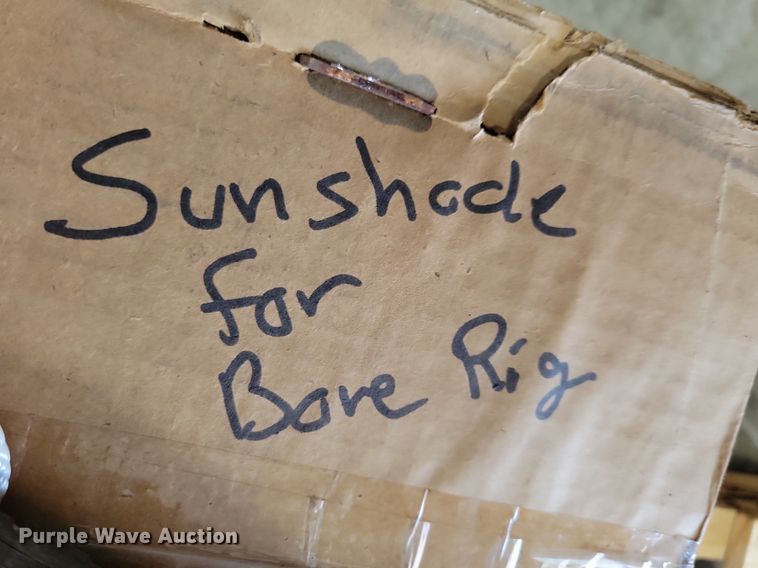 Sunshade
for
Bore Rig
Purple Wave Auction